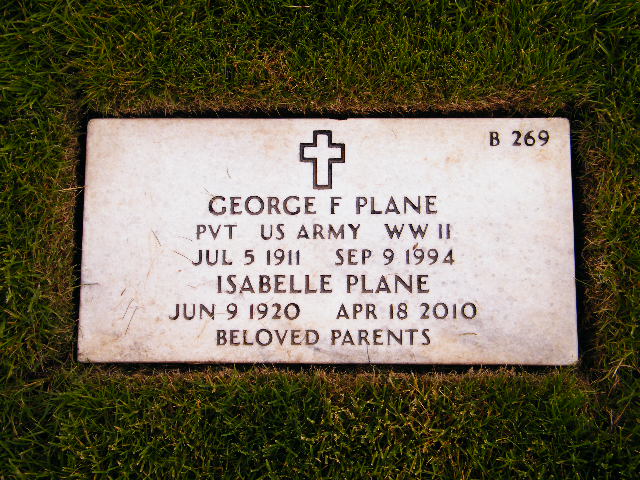 B 269
GEORGE F PLANE
PVT US ARMY WW II
JUL 5 1911 SEP 9 1994
ISABELLE PLANE
JUN 9 1920 APR 18 2010
BELOVED PARENTS